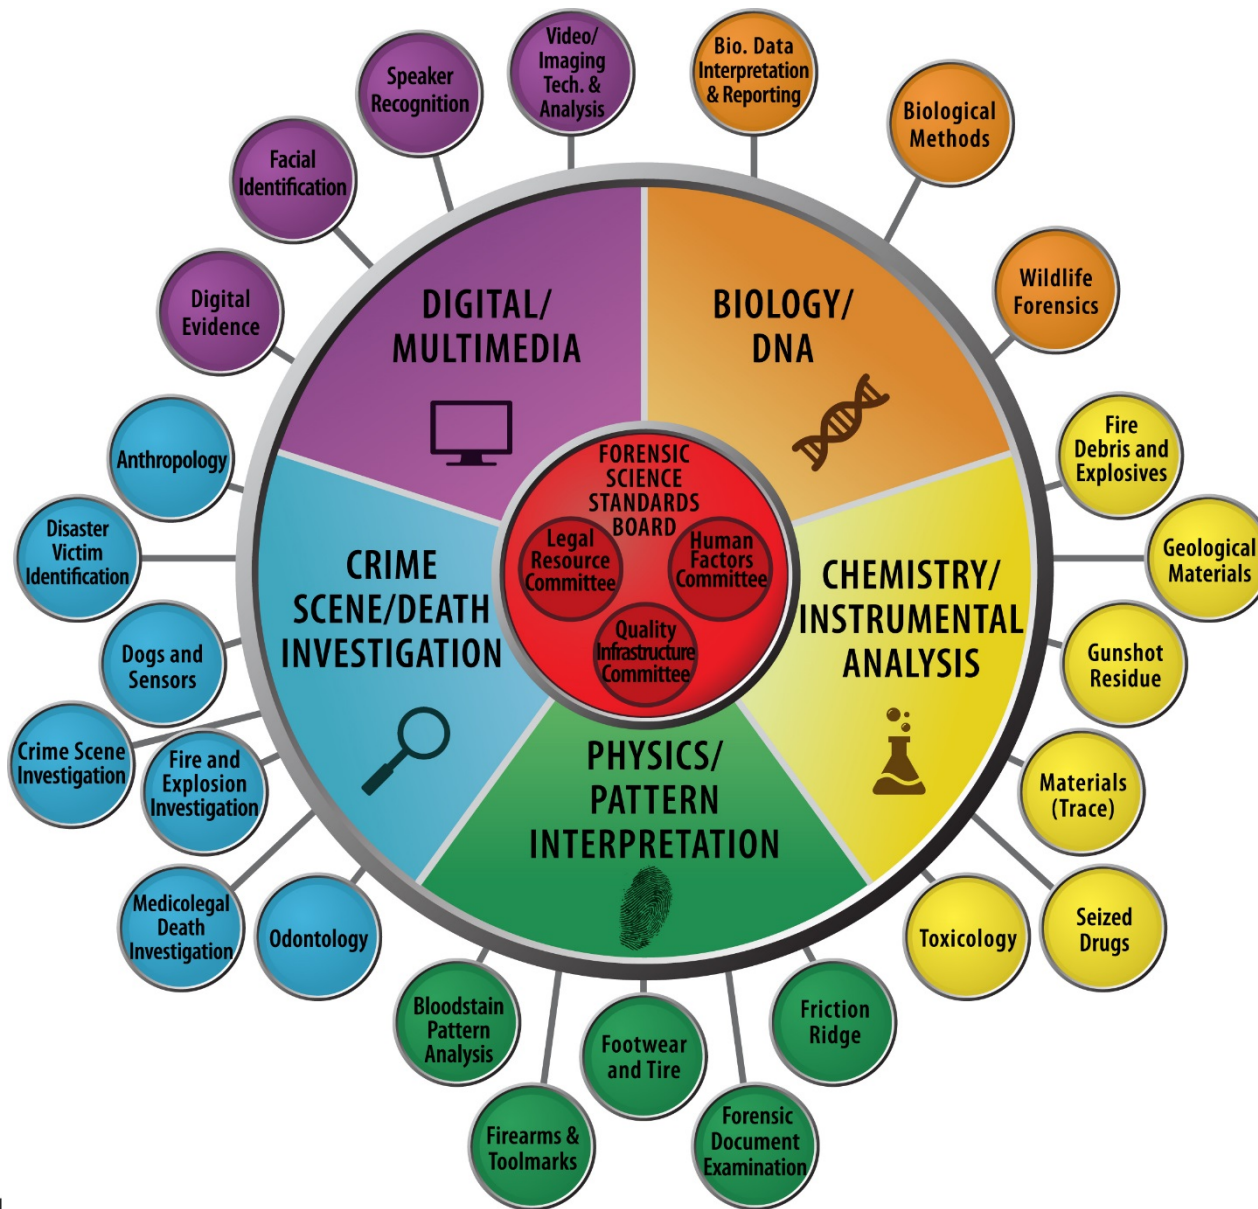 Video/
Imaging
Tech. &
Analysis
Bio. Data
Interpretation
& Reporting
Speaker
Recognition
Biological
Methods
Facial
Identification
Wildlife
Forensics
Digital
Evidence
DIGITAL/
MULTIMEDIA
BIOLOGY/
DNA
Anthropology
Fire
Debris and
Explosives
FORENSIC
SCIENCE
STANDARDS
BOARD
Legal
Resource
Committee
Human
Factors
Committee
Quality
Infrastructure
Committee
Disaster
Victim
Identification
Geological
Materials
CRIME
SCENE/DEATH
INVESTIGATION
CHEMISTRY/
INSTRUMENTAL
ANALYSIS
Dogs and
Sensors
Gunshot
Residue
Crime Scene
Investigation
Fire and
Explosion
Investigation
PHYSICS/
PATTERN
INTERPRETATION
Materials
(Trace)
Medicolegal
Death
Investigation
Odontology
Toxicology
Seized
Drugs
Bloodstain
Pattern
Analysis
Footwear
and Tire
Friction
Ridge
Firearms &
Toolmarks
Forensic
Document
Examination